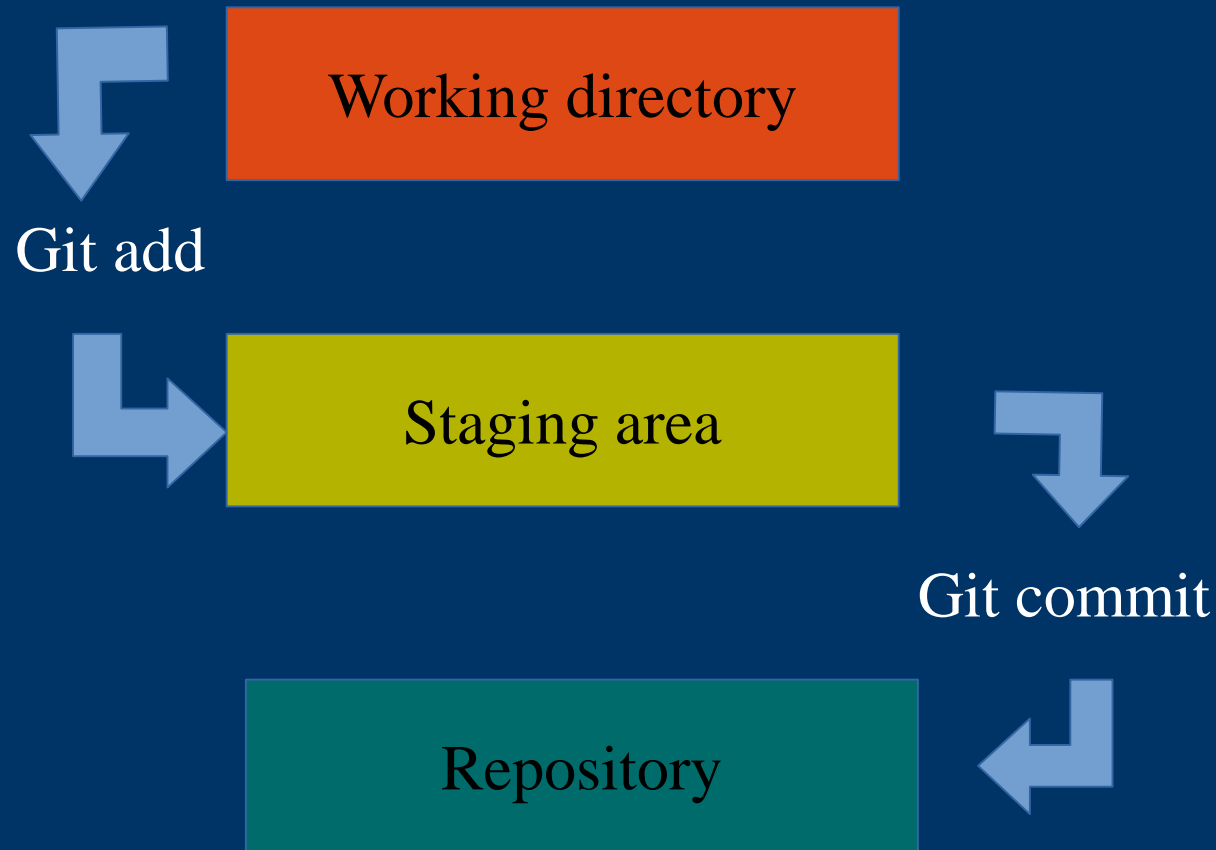 Working directory
Git add
Staging area
Git commit
Repository